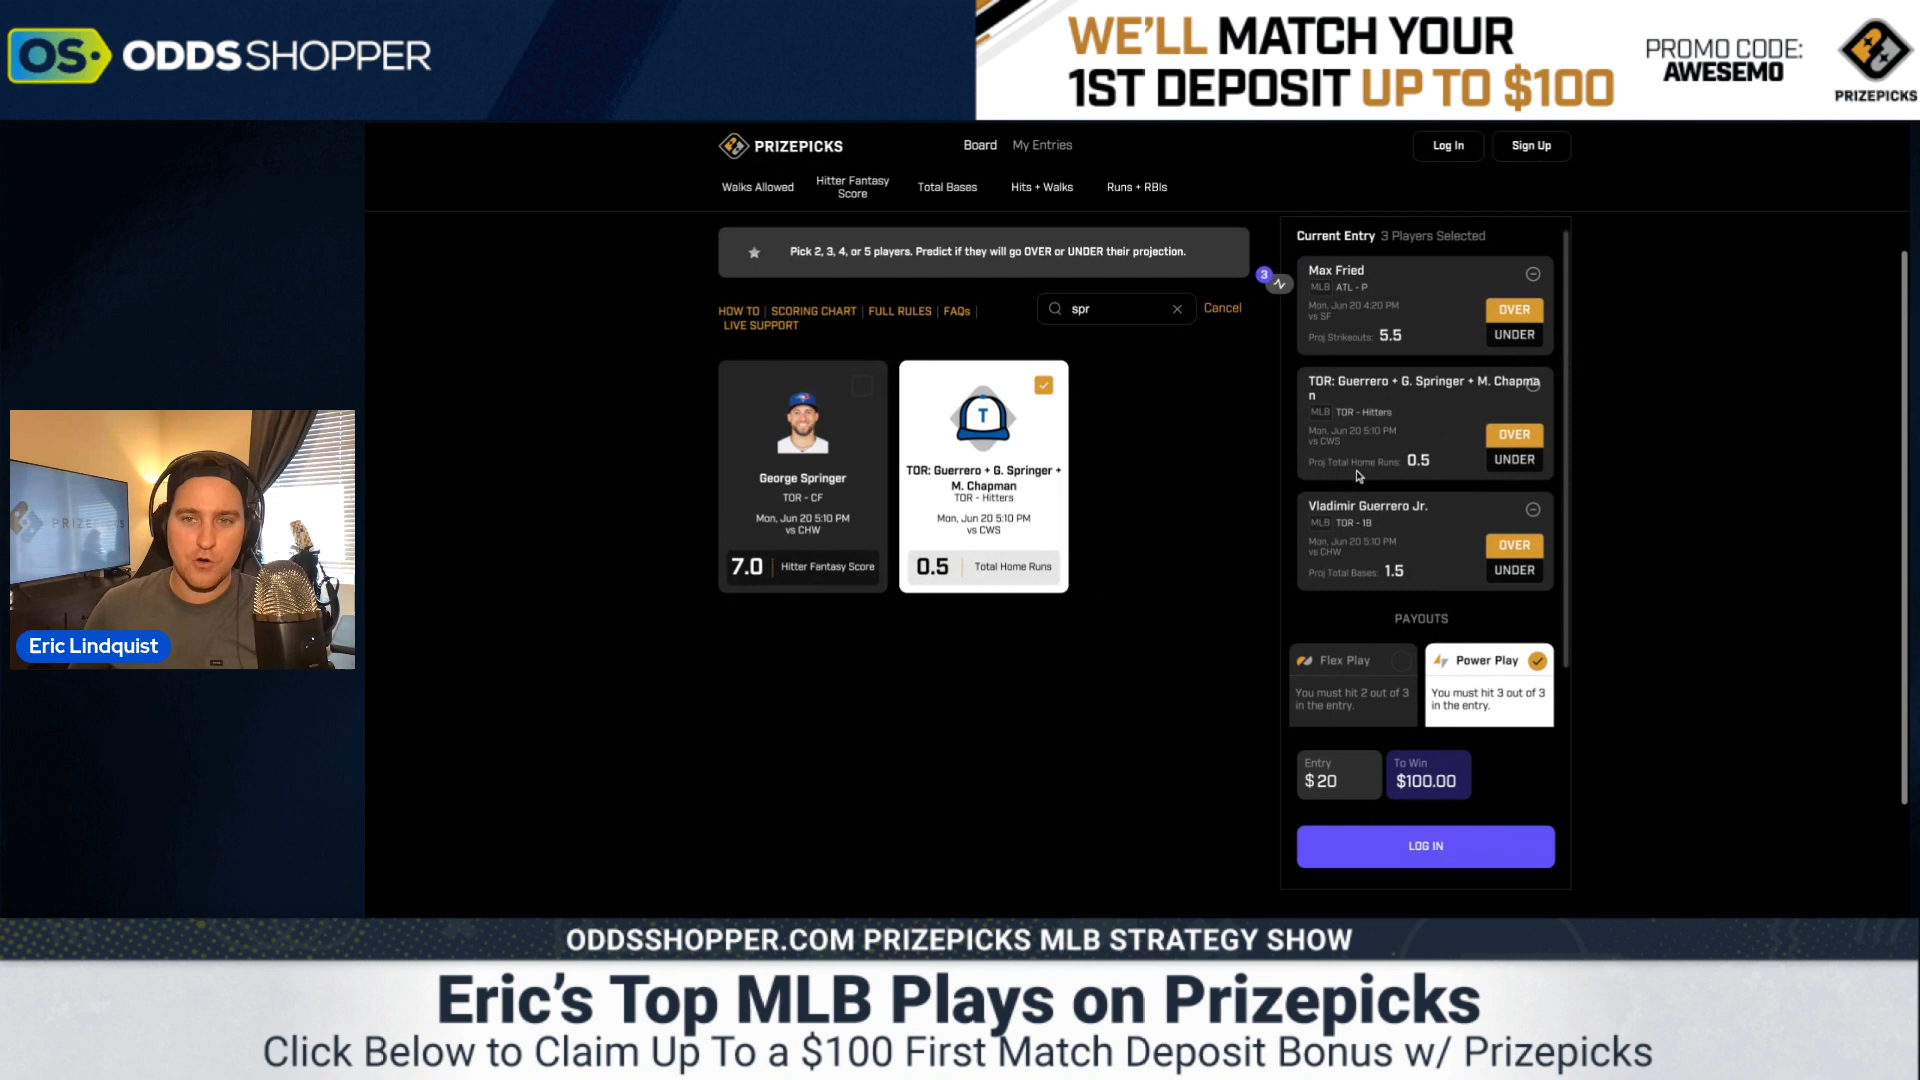 OS
ODDSSHOPPER
WE'LL MATCH YOUR
1ST DEPOSIT UP TO $100
PROMO CODE:
AWESEMO
PRIZEPICKS
PRIZEPICKS
Board
My Entries
Log In
Sign Up
Walks Allowed
Hitter Fantasy
Score
Total Bases
Hits + Walks
Runs + RBIs
Pick 2, 3, 4, or 5 players. Predict if they will go OVER or UNDER their projection.
HOW TO | SCORING CHART | FULL RULES | FAQs |
LIVE SUPPORT
spr
Cancel
George Springer
TOR - CF
Mon, Jun 20 5:10 PM
vs CHW
7.0 | Hitter Fantasy Score
T
TOR: Guerrero + G. Springer +
M. Chapman
TOR - Hitters
Mon, Jun 20 5:10 PM
vs CWS
0.5 | Total Home Runs
3
Current Entry 3 Players Selected
Max Fried
MLB ATL - P
Mon, Jun 20 4:20 PM
vs SF
Proj Strikeouts: 5.5
OVER
UNDER
TOR: Guerrero + G. Springer + M. Chapma
n
MLB TOR - Hitters
Mon, Jun 20 5:10 PM
vs CWS
Proj Total Home Runs: 0.5
OVER
UNDER
Vladimir Guerrero Jr.
MLB TOR - 1B
Mon, Jun 20 5:10 PM
vs CHW
Proj Total Bases: 1.5
OVER
UNDER
PAYOUTS
Flex Play
You must hit 2 out of 3
in the entry.
Power Play
You must hit 3 out of 3
in the entry.
Entry
$ 20
To Win
$100.00
LOG IN
PRIZEPICKS
Eric Lindquist
ODDSSHOPPER.COM PRIZEPICKS MLB STRATEGY SHOW
Eric's Top MLB Plays on Prizepicks
Click Below to Claim Up To a $100 First Match Deposit Bonus w/ Prizepicks